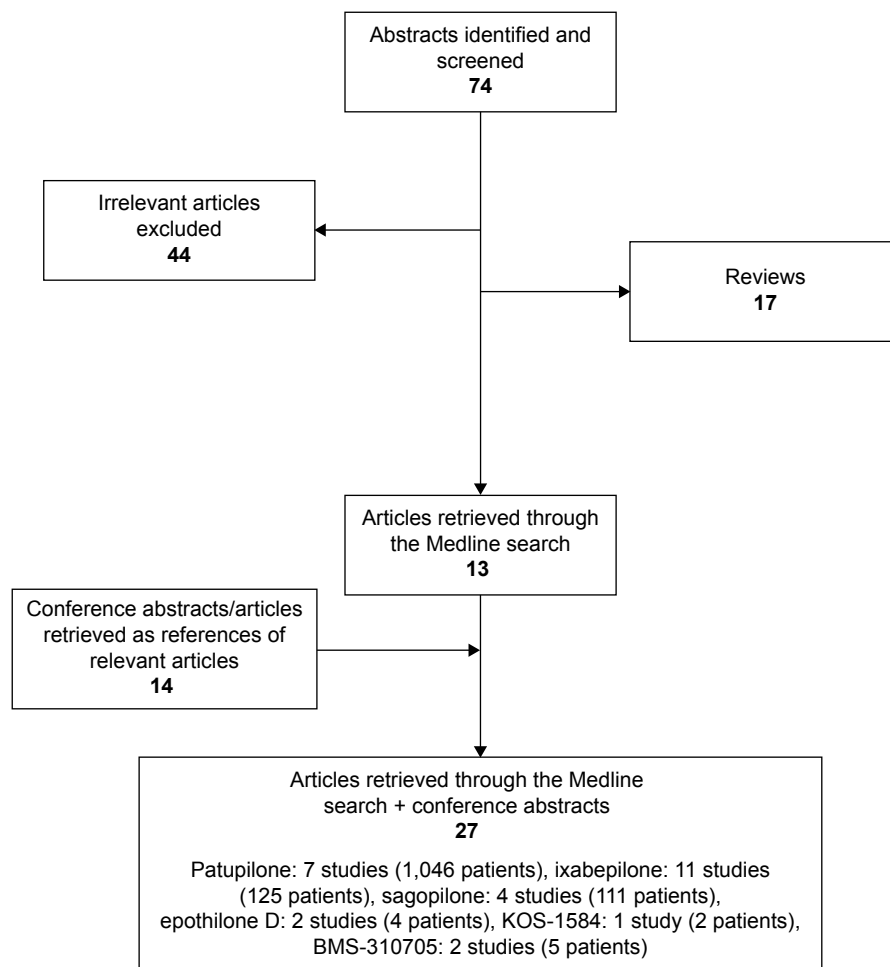 Abstracts identified and
screened
74
Irrelevant articles
excluded
44
Reviews
17
Articles retrieved through
the Medline search
13
Conference abstracts/articles
retrieved as references of
relevant articles
14
Articles retrieved through the Medline
search + conference abstracts
27
Patupilone: 7 studies (1,046 patients), ixabepilone: 11 studies
(125 patients), sagopilone: 4 studies (111 patients),
epothilone D: 2 studies (4 patients), KOS-1584: 1 study (2 patients),
BMS-310705: 2 studies (5 patients)